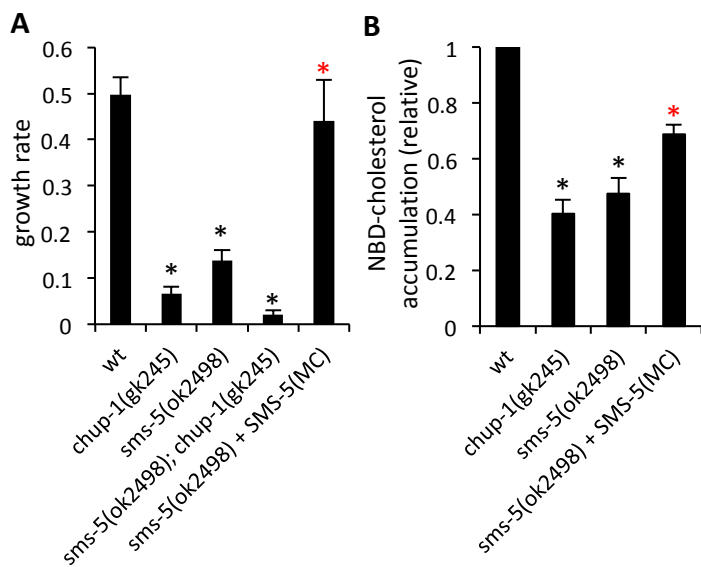 A
growth rate
0.6
0.5
0.4
0.3
0.2
0.1
0
*
*
*
*
wt
chup-1(gk245)
sms-5(ok2498)
sms-5(ok2498); chup-1(gk245)
sms-5(ok2498) + SMS-5(MC)
B
NBD-cholesterol
accumulation (relative)
1
0.8
0.6
0.4
0.2
0
*
*
*
wt
chup-1(gk245)
sms-5(ok2498)
sms-5(ok2498) + SMS-5(MC)